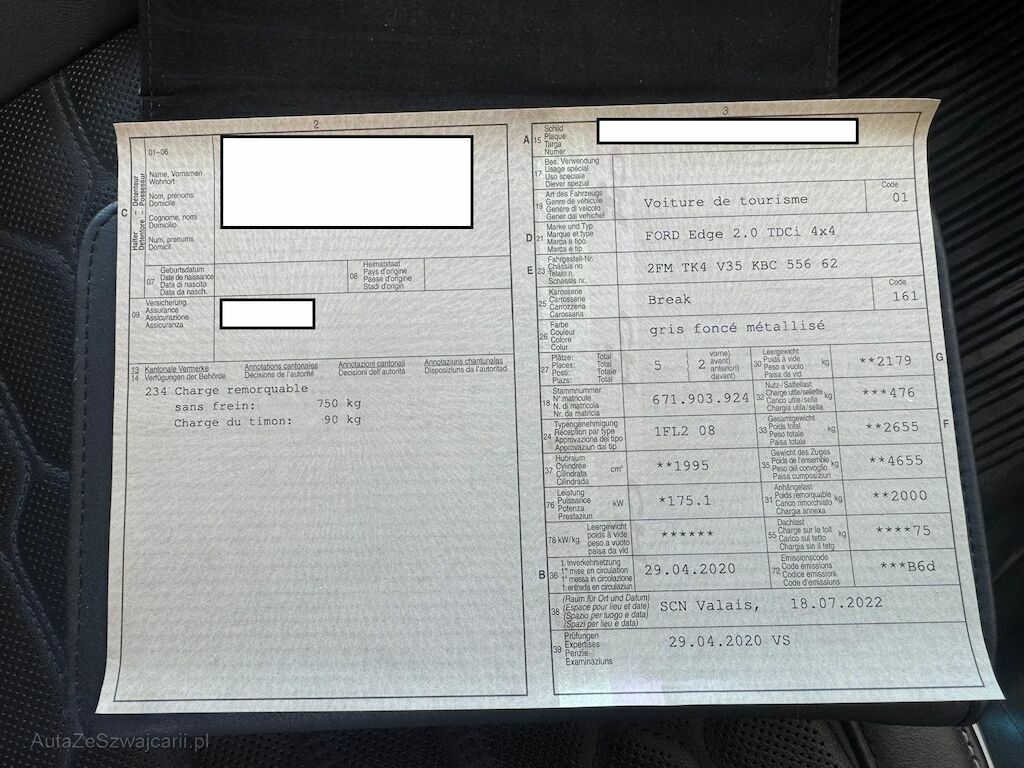 2
01–06
Name, Vornamen
Wohnort
Nom, prénoms
Domicile
Cognome, nomi
Domicilio
Num, prenums
Domicil
C
Halter – Détenteur
Detentore – Possessur
07
Geburtsdatum
Date de naissance
Data di nascita
Data da nasch.
08
Heimatstaat
Pays d'origine
Paese d'origine
Stadi d'origin
09
Versicherung
Assurance
Assicurazione
Assicuranza
13 Kantonale Vermerke
14 Verfügungen der Behörde
Annotations cantonales
Décisions de l'autorité
Annotazioni cantonali
Decisioni dell'autorità
Annotaziuns chantunalas
Disposiziuns da l'autoritad
234 Charge remorquable
sans frein: 750 kg
Charge du timon: 90 kg
3
A 15
Schild
Plaque
Targa
Numer
17
Bes. Verwendung
Usage spécial
Uso speciale
Diever spezial
19
Art des Fahrzeugs
Genre de véhicule
Genere di veicolo
Gener dal vehichel
Voiture de tourisme
Code
01
D 21
Marke und Typ
Marque et type
Marca e tipo
Marca e tip
FORD Edge 2.0 TDCi 4x4
E 23
Fahrgestell-Nr.
Châssis no
Telaio n.
Schassis nr.
2FM TK4 V35 KBC 556 62
25
Karosserie
Carrosserie
Carrozzeria
Carossaria
Break
Code
161
26
Farbe
Couleur
Colore
Colur
gris foncé métallisé
27
Plätze: Total
Places: Total
Posti: Totale
Plazs: Total
5
2
vorne)
avant)
anteriori)
davant)
30
Leergewicht
Poids à vide
Peso a vuoto
Paisa da vid
kg
**2179
G
18
Stammnummer
N° matricule
N. di matricola
Nr. da matricla
671.903.924
32
Nutz-/Sattellast
Charge utile/sellette
Carico utile/sella
Chargia utila/sella
kg
***476
24
Typengenehmigung
Réception par type
Approvazione del tipo
Approvaziun dal tip
1FL2 08
33
Gesamtgewicht
Poids total
Peso totale
Paisa totala
kg
**2655
F
37
Hubraum
Cylindrée
Cilindrata
Cilindrada
cm³
**1995
35
Gewicht des Zuges
Poids de l'ensemble
Peso del convoglio
Paisa cumposiziun
kg
**4655
76
Leistung
Puissance
Potenza
Prestaziun
kW
*175.1
31
Anhängelast
Poids remorquable
Carico rimorchiato
Chargia annexa
kg
**2000
78 kW/kg
Leergewicht
poids à vide
peso a vuoto
paisa da vid
******
55
Dachlast
Charge sur le toit
Carico sul tetto
Chargia sin il tetg
kg
****75
B 36
1. Inverkehrsetzung
1re mise en circulation
1a messa in circolazione
1. entrada en circulaziun
29.04.2020
72
Emissionscode
Code émissions
Codice emissioni
Code d'emissiuns
***B6d
38
(Raum für Ort und Datum)
(Espace pour lieu et date)
(Spazio per luogo e data)
(Spazi per lieu e data)
SCN Valais, 18.07.2022
39
Prüfungen
Expertises
Perizie
Examinaziuns
29.04.2020 VS
AutaZeSzwajcarii.pl